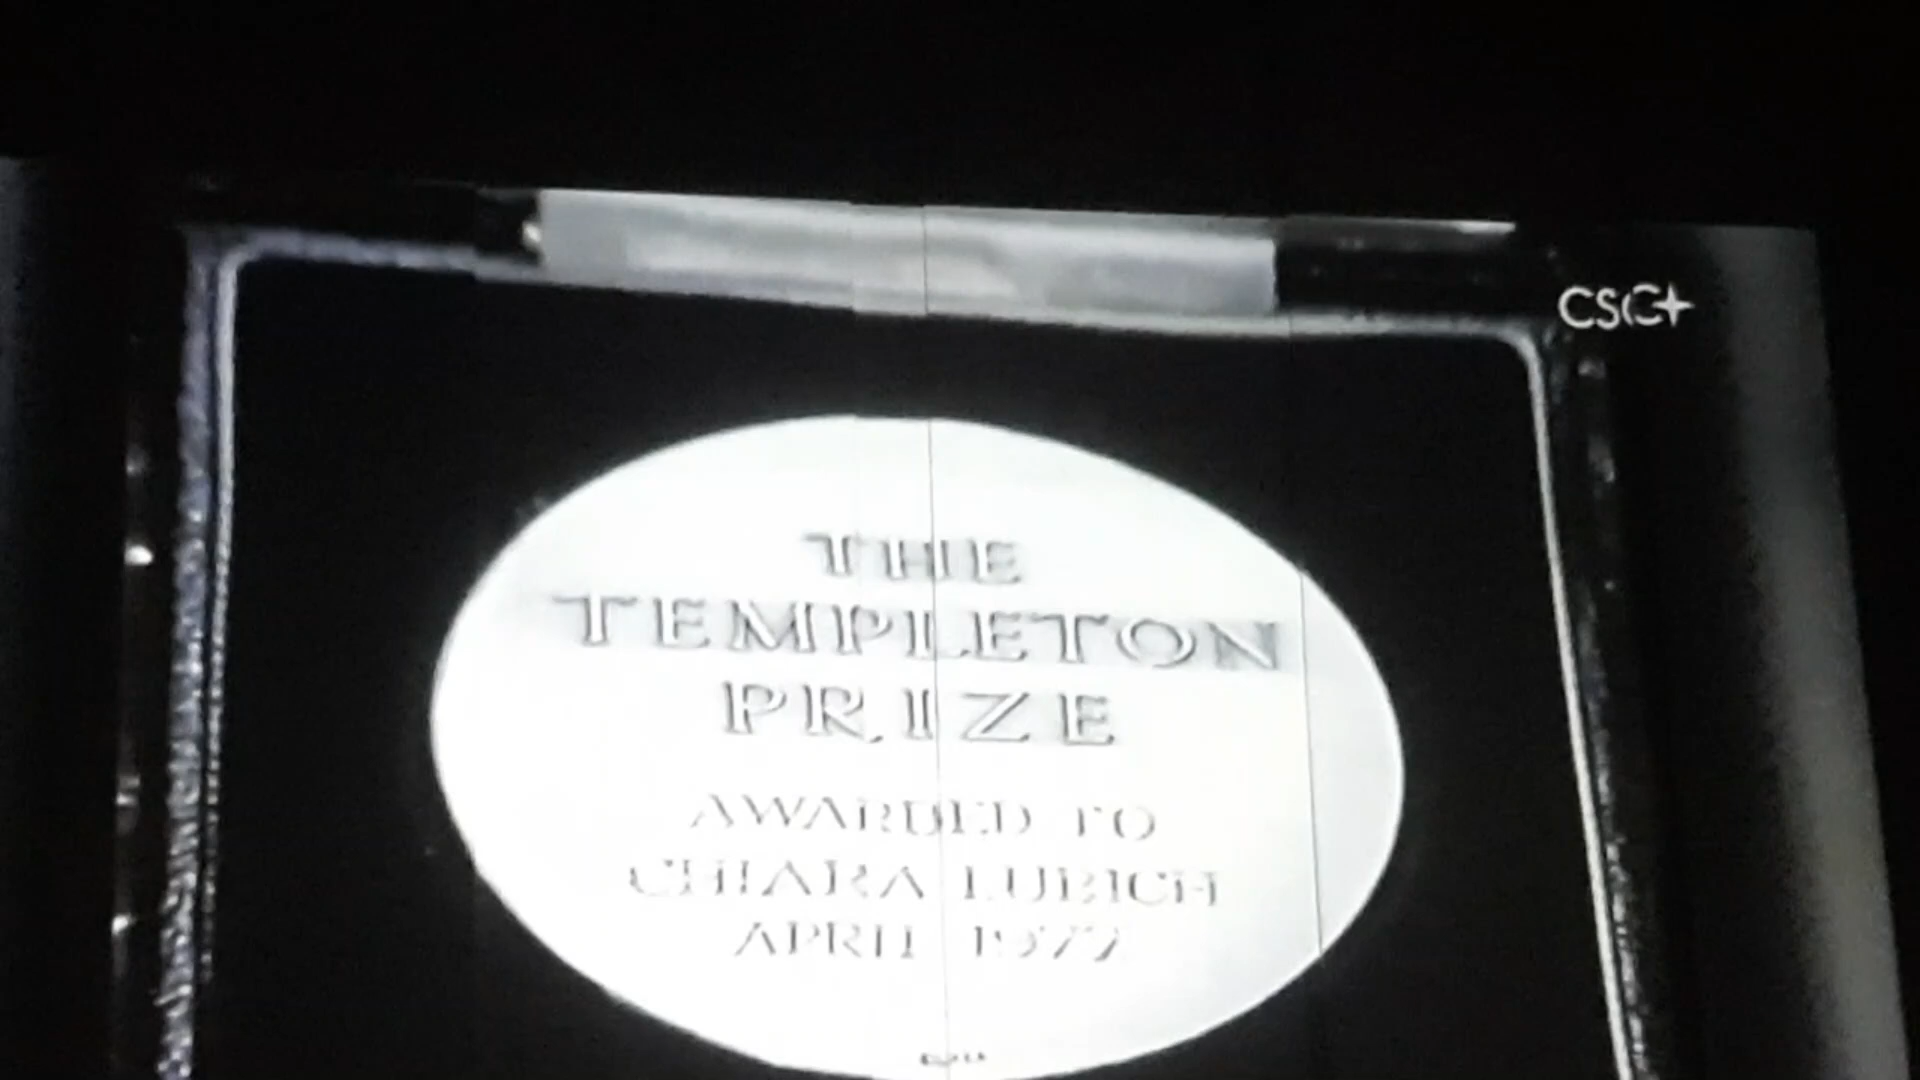 CSC+
THE
TEMPLETON
PRIZE
AWARDED TO
CHIARA LUBICH
APRIL 1977